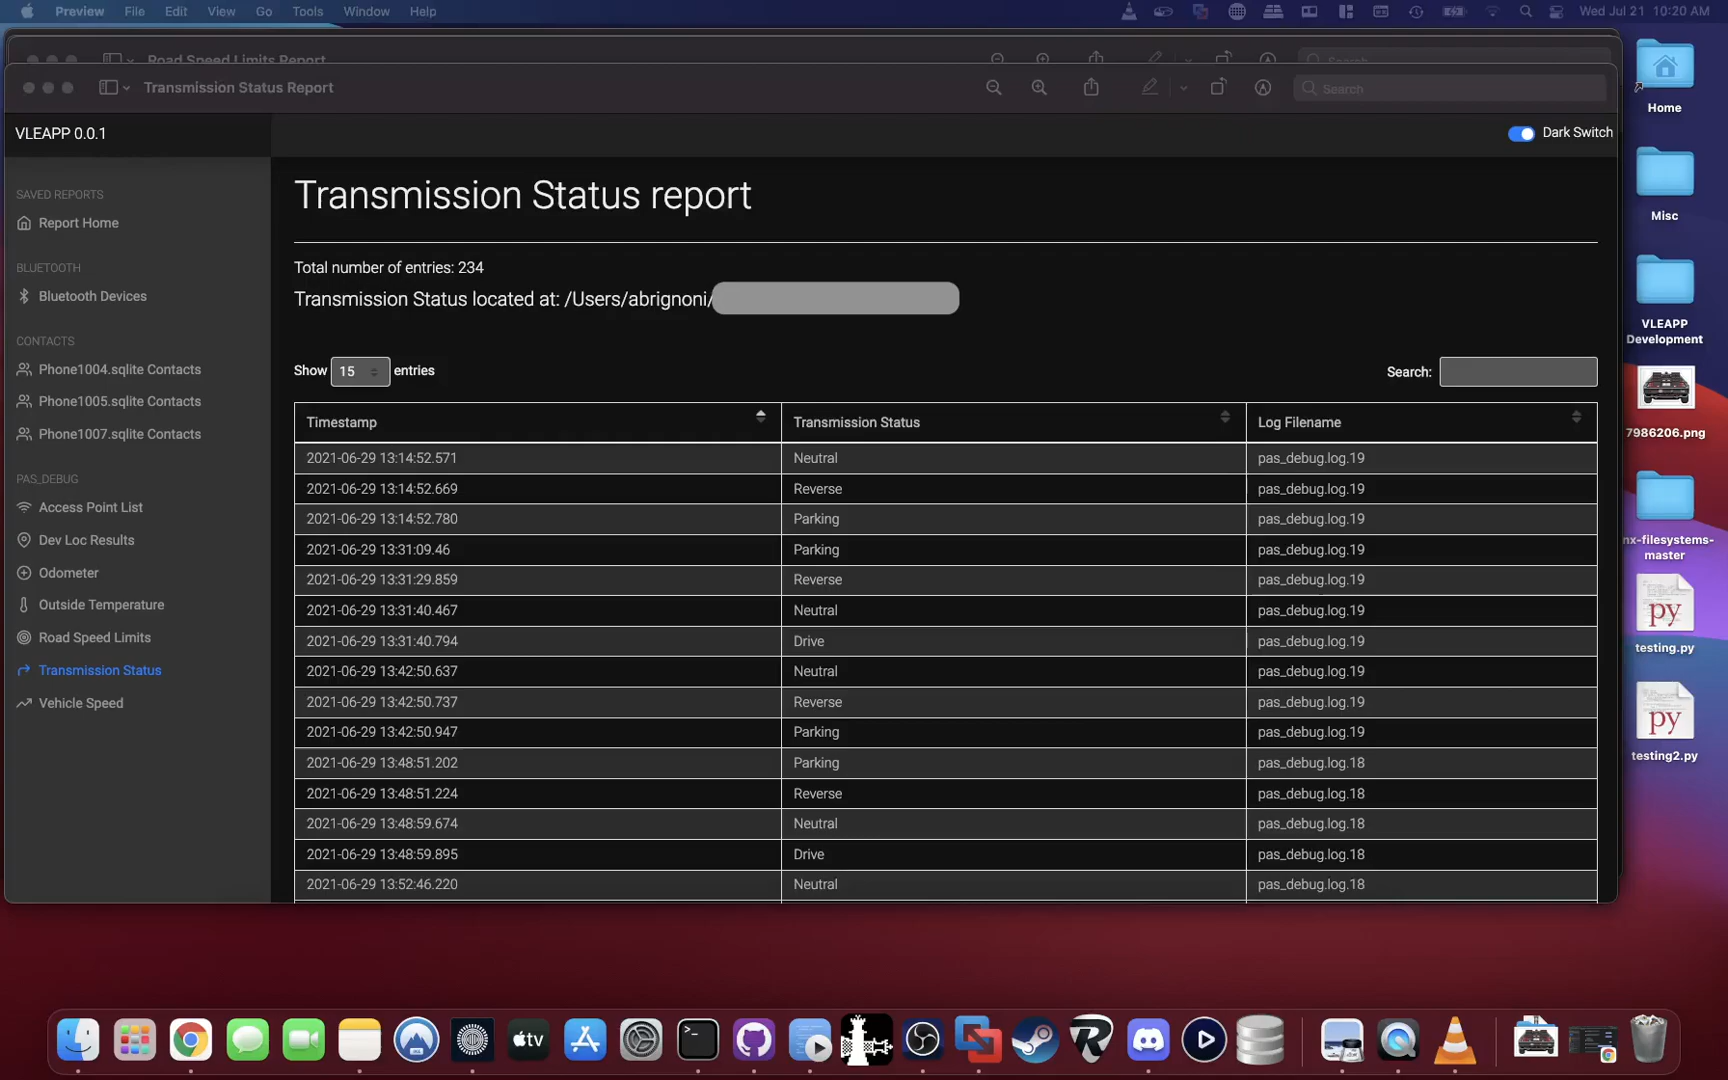 Preview File Edit View Go Tools Window Help
Wed Jul 21 10:20 AM
Road Speed Limits Report
Search
Transmission Status Report
Search
VLEAPP 0.0.1
Dark Switch
SAVED REPORTS
Report Home
BLUETOOTH
Bluetooth Devices
CONTACTS
Phone1004.sqlite Contacts
Phone1005.sqlite Contacts
Phone1007.sqlite Contacts
PAS_DEBUG
Access Point List
Dev Loc Results
Odometer
Outside Temperature
Road Speed Limits
Transmission Status
Vehicle Speed
Transmission Status report
Total number of entries: 234
Transmission Status located at: /Users/abrignoni/
Show 15 entries
Search:
Timestamp Transmission Status Log Filename
2021-06-29 13:14:52.571 Neutral pas_debug.log.19
2021-06-29 13:14:52.669 Reverse pas_debug.log.19
2021-06-29 13:14:52.780 Parking pas_debug.log.19
2021-06-29 13:31:09.46 Parking pas_debug.log.19
2021-06-29 13:31:29.859 Reverse pas_debug.log.19
2021-06-29 13:31:40.467 Neutral pas_debug.log.19
2021-06-29 13:31:40.794 Drive pas_debug.log.19
2021-06-29 13:42:50.637 Neutral pas_debug.log.19
2021-06-29 13:42:50.737 Reverse pas_debug.log.19
2021-06-29 13:42:50.947 Parking pas_debug.log.19
2021-06-29 13:48:51.202 Parking pas_debug.log.18
2021-06-29 13:48:51.224 Reverse pas_debug.log.18
2021-06-29 13:48:59.674 Neutral pas_debug.log.18
2021-06-29 13:48:59.895 Drive pas_debug.log.18
2021-06-29 13:52:46.220 Neutral pas_debug.log.18
Home
Misc
VLEAPP
Development
7986206.png
nx-filesystems-
master
py
testing.py
py
testing2.py
tv